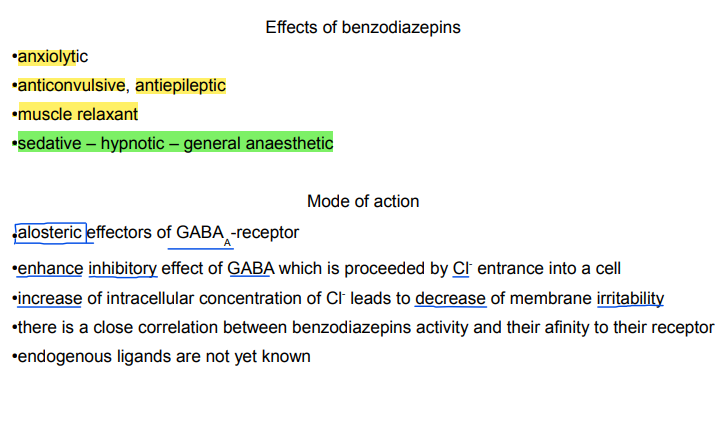 Effects of benzodiazepins
•anxiolytic
•anticonvulsive, antiepileptic
•muscle relaxant
•sedative – hypnotic – general anaesthetic
Mode of action
•alosteric effectors of GABA A-receptor
•enhance inhibitory effect of GABA which is proceeded by Cl- entrance into a cell
•increase of intracellular concentration of Cl- leads to decrease of membrane irritability
•there is a close correlation between benzodiazepins activity and their afinity to their receptor
•endogenous ligands are not yet known